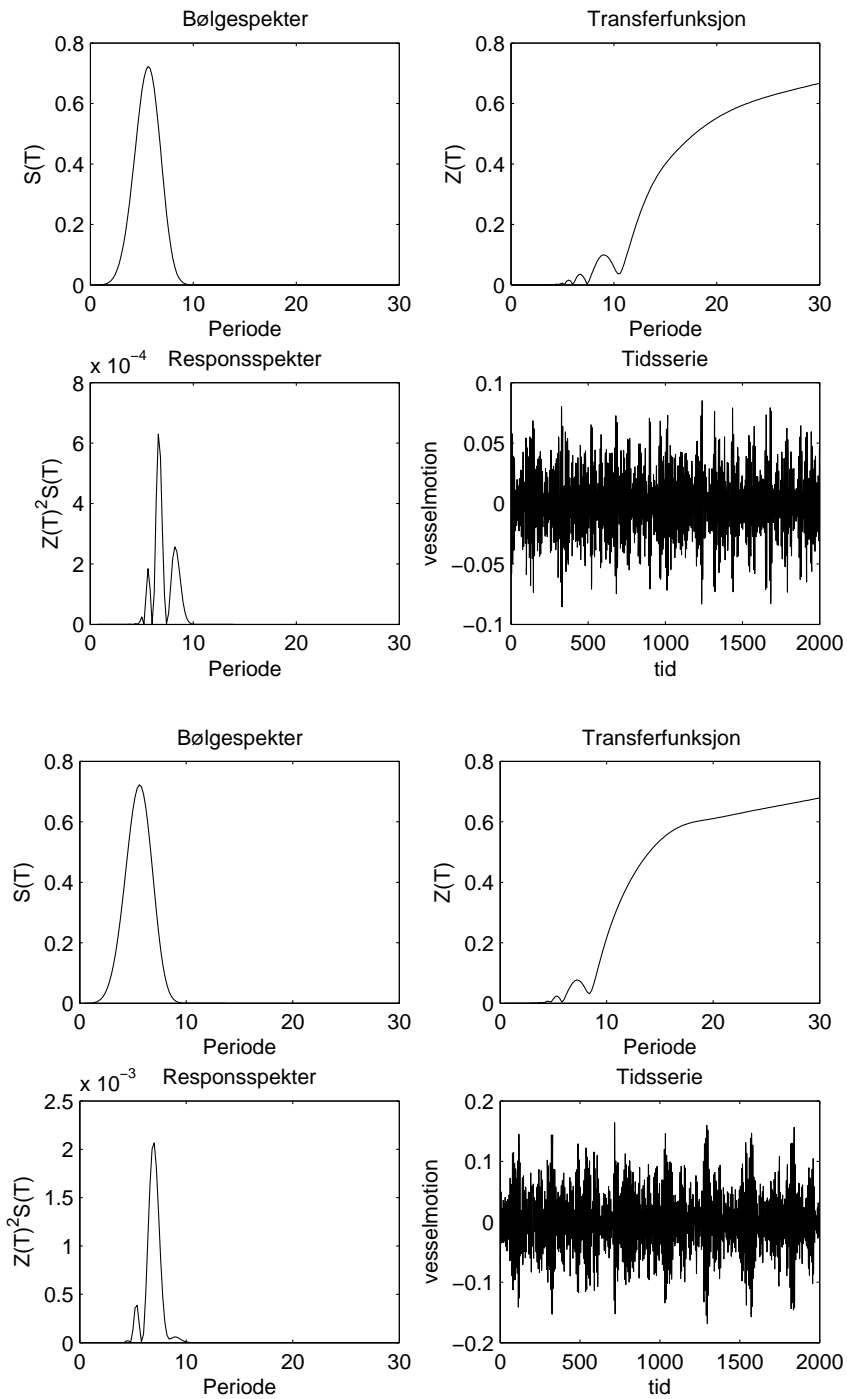 Bølgespekter
0.8
0.6
0.4
0.2
0
S(T)
0 10 20 30
Periode
Transferfunksjon
0.8
0.6
0.4
0.2
0
Z(T)
0 10 20 30
Periode
x 10⁻⁴ Responsspekter
8
6
4
2
0
Z(T)²S(T)
0 10 20 30
Periode
Tidsserie
0.1
0.05
0
−0.05
−0.1
vesselmotion
0 500 1000 1500 2000
tid
Bølgespekter
0.8
0.6
0.4
0.2
0
S(T)
0 10 20 30
Periode
Transferfunksjon
0.8
0.6
0.4
0.2
0
Z(T)
0 10 20 30
Periode
x 10⁻³ Responsspekter
2.5
2
1.5
1
0.5
0
Z(T)²S(T)
0 10 20 30
Periode
Tidsserie
0.2
0.1
0
−0.1
−0.2
vesselmotion
0 500 1000 1500 2000
tid